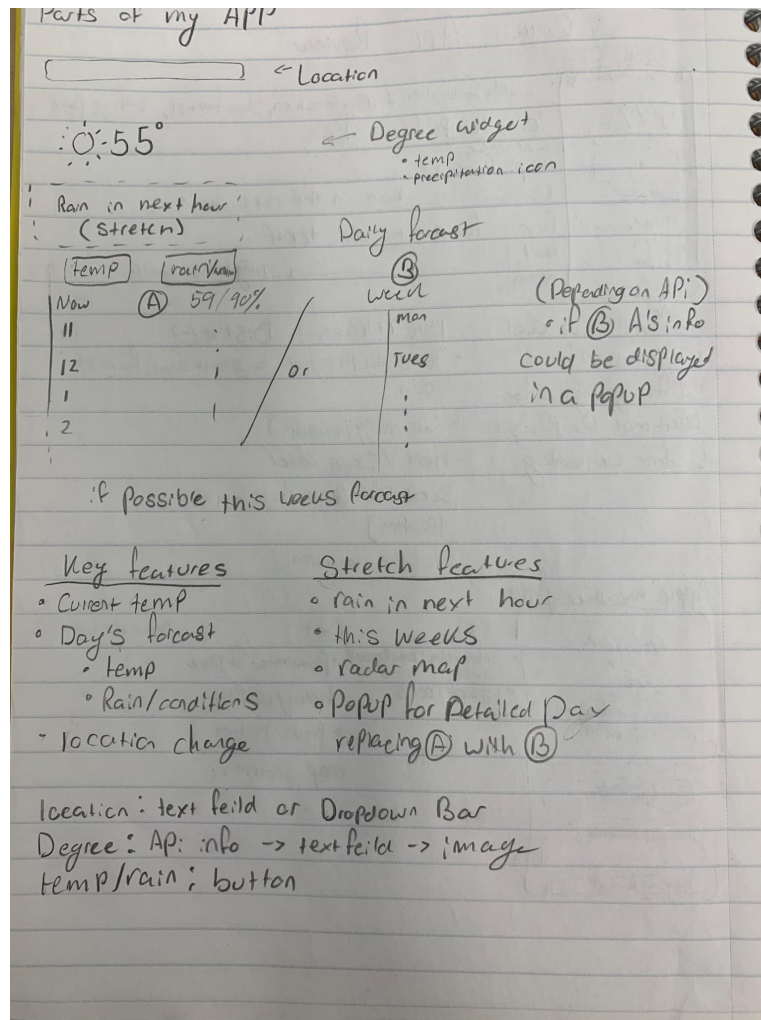 Parts of my APP
← Location
55°
← Degree widget
• temp
• precipitation icon
Rain in next hour
(stretch)
Daily forcast
temp
rain/
Ⓑ
Now Ⓐ 59/90%
week
(Depending on APi)
11
mon
• if Ⓑ A's info
12
or
Tues
could be displayed
1
in a PoPuP
2
if possible this weeks forcast
Key features
• Current temp
• Day's forcast
• temp
• Rain/conditions
- location change
Stretch features
• rain in next hour
• this weeks
• radar map
• PoPuP for Detailed Day
replacing Ⓐ with Ⓑ
location: text feild or Dropdown Bar
Degree: APi info -> textfeild -> image
temp/rain: button